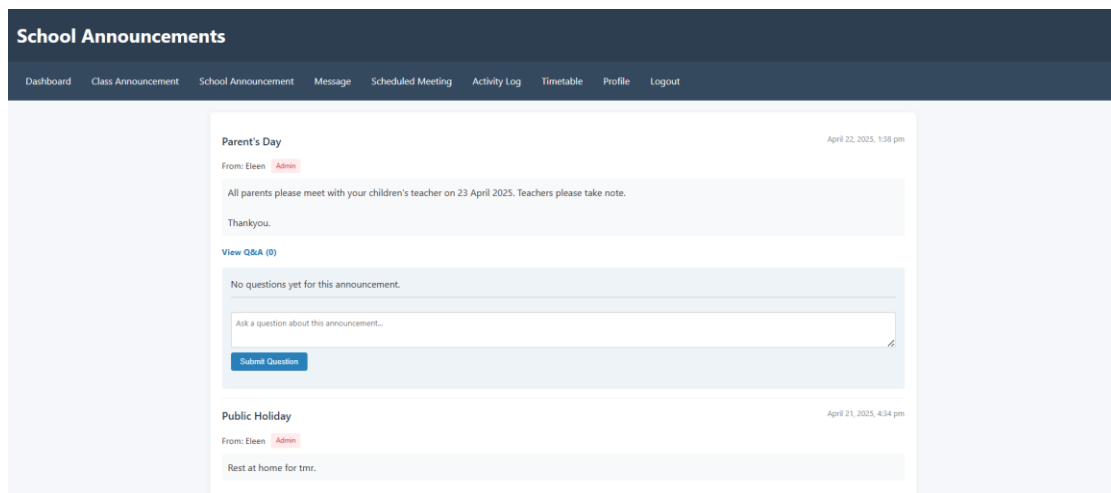 School Announcements
Dashboard Class Announcement School Announcement Message Scheduled Meeting Activity Log Timetable Profile Logout
Parent's Day April 22, 2025, 1:38 pm
From: Eleen Admin
All parents please meet with your children's teacher on 23 April 2025. Teachers please take note.
Thankyou.
View Q&A (0)
No questions yet for this announcement.
Ask a question about this announcement...
Submit Question
Public Holiday April 21, 2025, 4:34 pm
From: Eleen Admin
Rest at home for tmr.